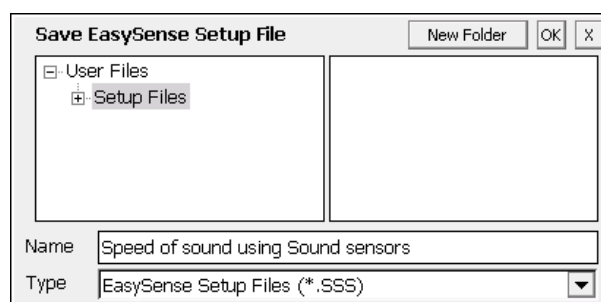 Save EasySense Setup File New Folder OK X
User Files
Setup Files
Name Speed of sound using Sound sensors
Type EasySense Setup Files (*.SSS)